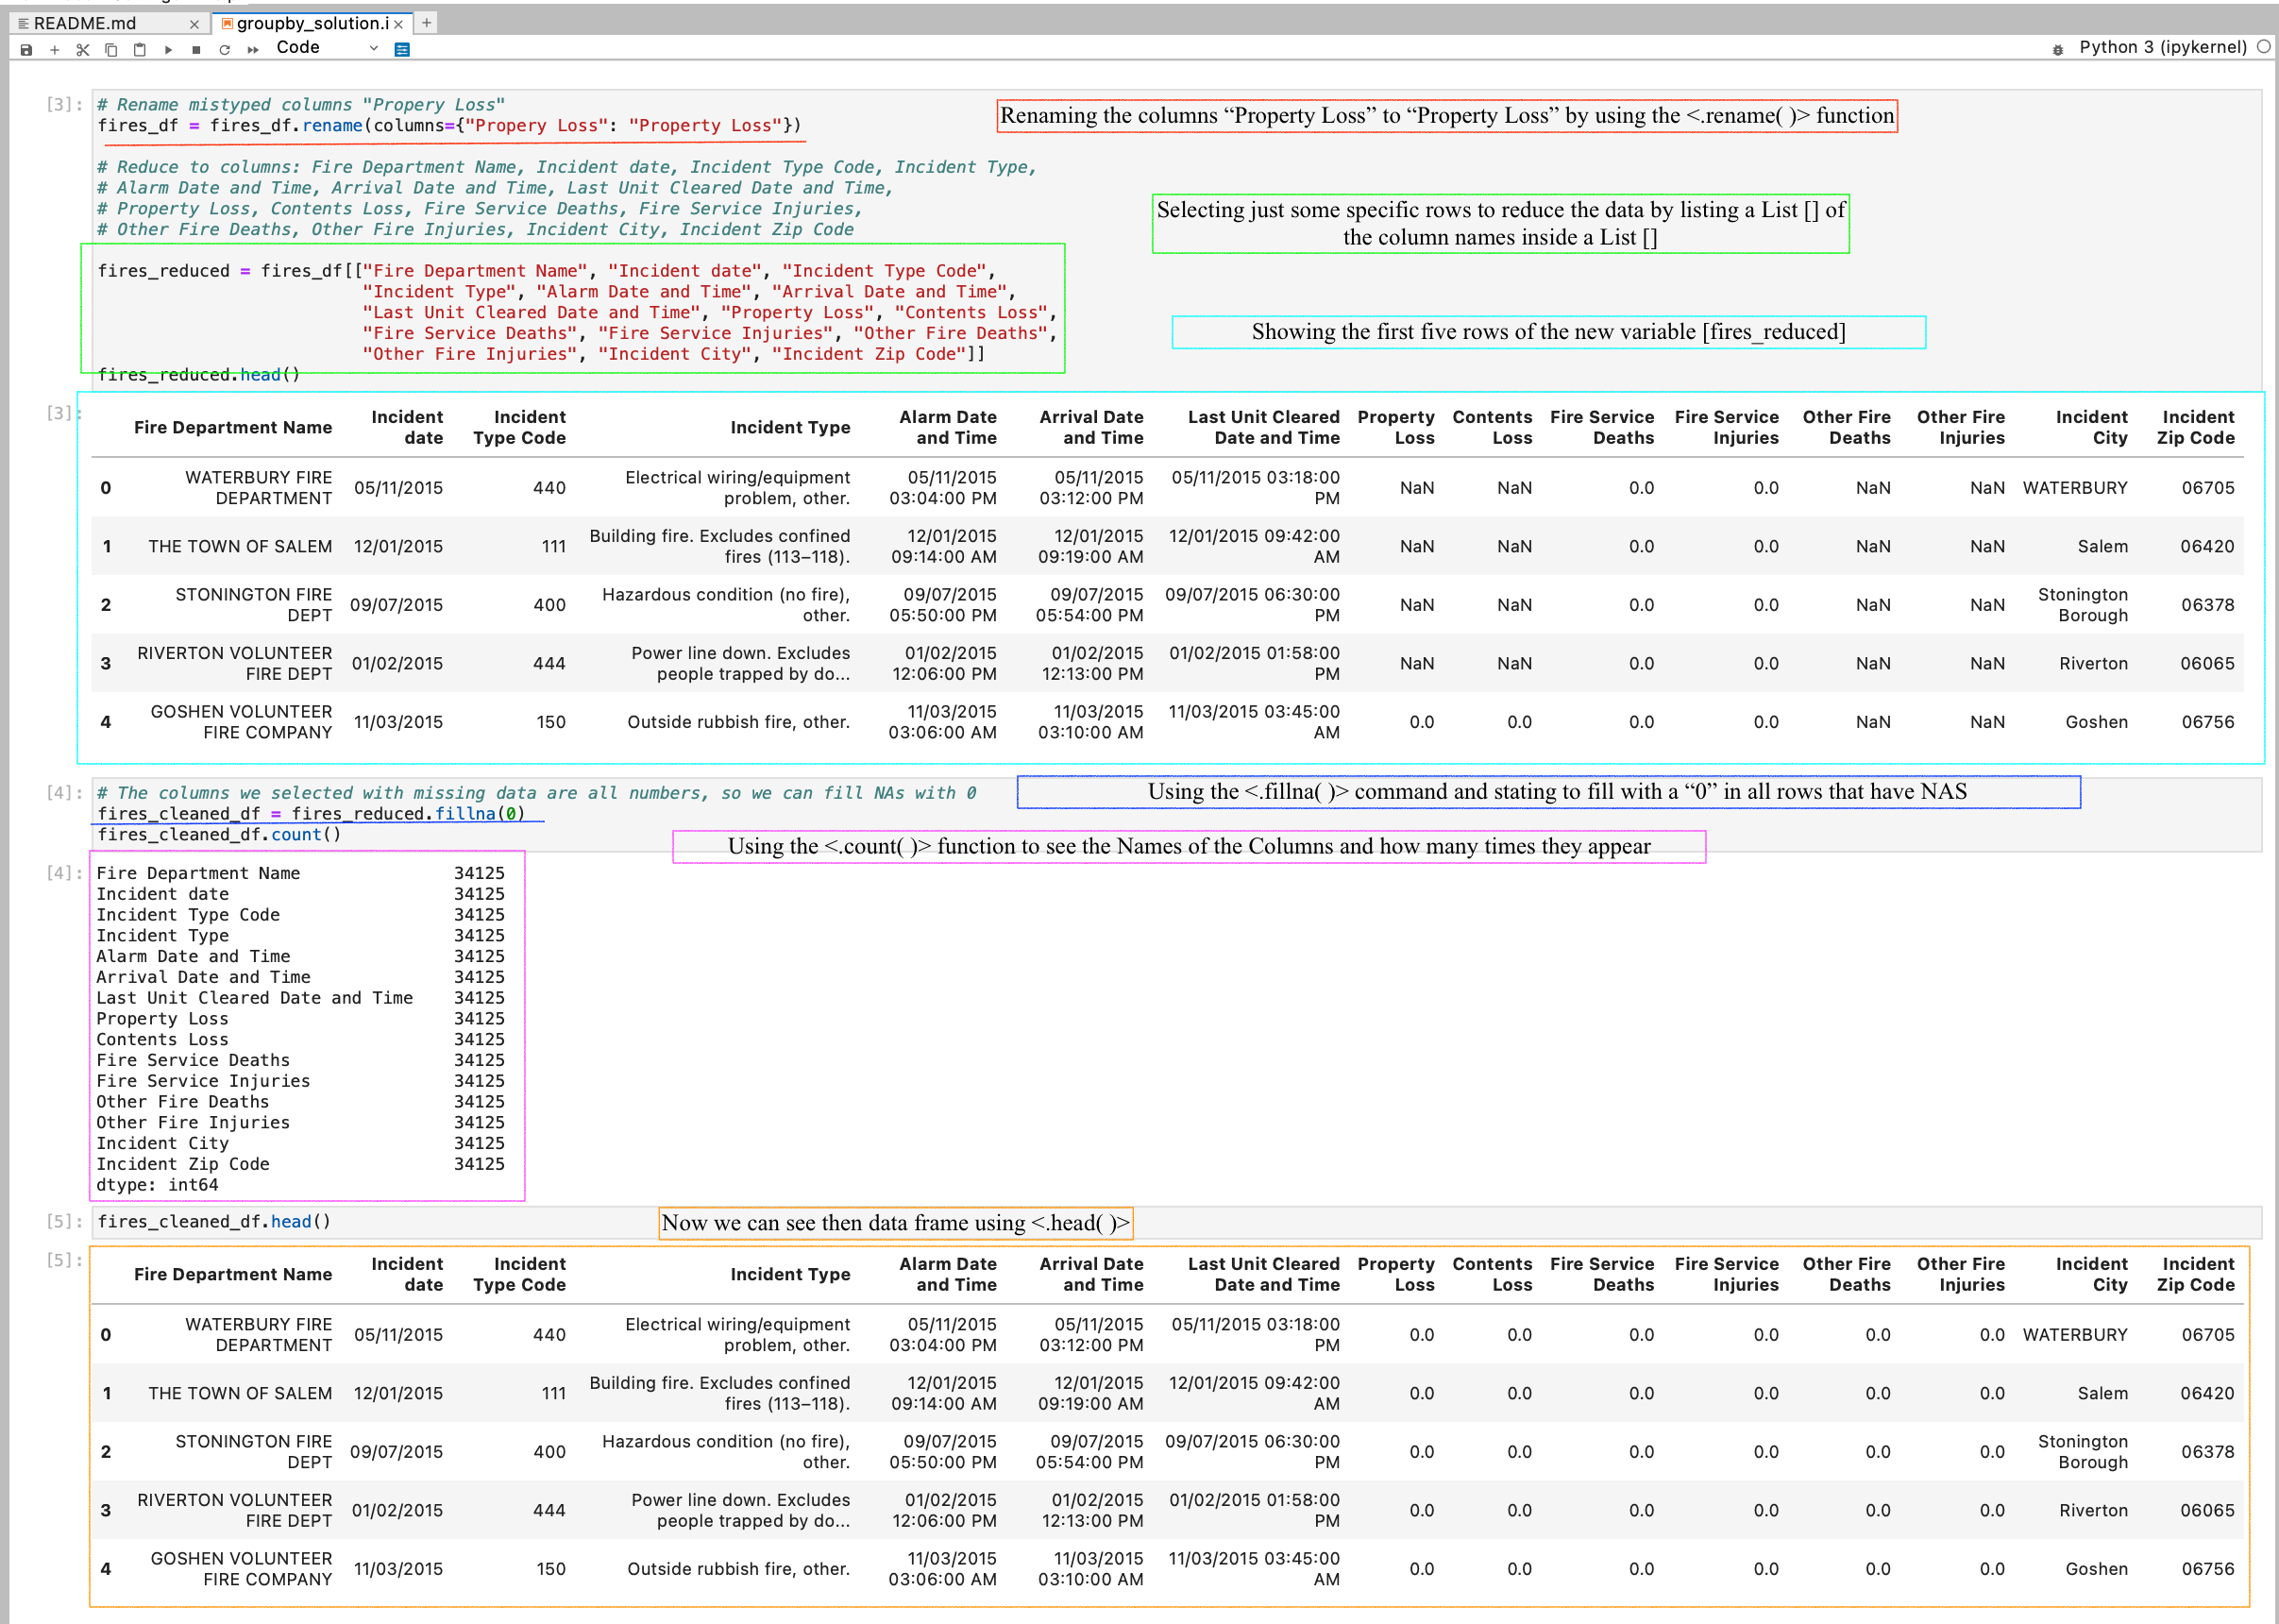 README.md × groupby_solution.i × +
Code Python 3 (ipykernel)
[3]: # Rename mistyped columns "Propery Loss"
fires_df = fires_df.rename(columns={"Propery Loss": "Property Loss"})
Renaming the columns “Property Loss” to “Property Loss” by using the <.rename( )> function
# Reduce to columns: Fire Department Name, Incident date, Incident Type Code, Incident Type,
# Alarm Date and Time, Arrival Date and Time, Last Unit Cleared Date and Time,
# Property Loss, Contents Loss, Fire Service Deaths, Fire Service Injuries,
# Other Fire Deaths, Other Fire Injuries, Incident City, Incident Zip Code
Selecting just some specific rows to reduce the data by listing a List [] of
the column names inside a List []
fires_reduced = fires_df[["Fire Department Name", "Incident date", "Incident Type Code",
"Incident Type", "Alarm Date and Time", "Arrival Date and Time",
"Last Unit Cleared Date and Time", "Property Loss", "Contents Loss",
"Fire Service Deaths", "Fire Service Injuries", "Other Fire Deaths",
"Other Fire Injuries", "Incident City", "Incident Zip Code"]]
fires_reduced.head()
Showing the first five rows of the new variable [fires_reduced]
[3]:
Fire Department Name Incident date Incident Type Code Incident Type Alarm Date and Time Arrival Date and Time Last Unit Cleared Date and Time Property Loss Contents Loss Fire Service Deaths Fire Service Injuries Other Fire Deaths Other Fire Injuries Incident City Incident Zip Code
0 WATERBURY FIRE DEPARTMENT 05/11/2015 440 Electrical wiring/equipment problem, other. 05/11/2015 03:04:00 PM 05/11/2015 03:12:00 PM 05/11/2015 03:18:00 PM NaN NaN 0.0 0.0 NaN NaN WATERBURY 06705
1 THE TOWN OF SALEM 12/01/2015 111 Building fire. Excludes confined fires (113–118). 12/01/2015 09:14:00 AM 12/01/2015 09:19:00 AM 12/01/2015 09:42:00 AM NaN NaN 0.0 0.0 NaN NaN Salem 06420
2 STONINGTON FIRE DEPT 09/07/2015 400 Hazardous condition (no fire), other. 09/07/2015 05:50:00 PM 09/07/2015 05:54:00 PM 09/07/2015 06:30:00 PM NaN NaN 0.0 0.0 NaN NaN Stonington Borough 06378
3 RIVERTON VOLUNTEER FIRE DEPT 01/02/2015 444 Power line down. Excludes people trapped by do... 01/02/2015 12:06:00 PM 01/02/2015 12:13:00 PM 01/02/2015 01:58:00 PM NaN NaN 0.0 0.0 NaN NaN Riverton 06065
4 GOSHEN VOLUNTEER FIRE COMPANY 11/03/2015 150 Outside rubbish fire, other. 11/03/2015 03:06:00 AM 11/03/2015 03:10:00 AM 11/03/2015 03:45:00 AM 0.0 0.0 0.0 0.0 NaN NaN Goshen 06756
[4]: # The columns we selected with missing data are all numbers, so we can fill NAs with 0
fires_cleaned_df = fires_reduced.fillna(0)
fires_cleaned_df.count()
Using the <.fillna( )> command and stating to fill with a “0” in all rows that have NAS
Using the <.count( )> function to see the Names of the Columns and how many times they appear
[4]: Fire Department Name 34125
Incident date 34125
Incident Type Code 34125
Incident Type 34125
Alarm Date and Time 34125
Arrival Date and Time 34125
Last Unit Cleared Date and Time 34125
Property Loss 34125
Contents Loss 34125
Fire Service Deaths 34125
Fire Service Injuries 34125
Other Fire Deaths 34125
Other Fire Injuries 34125
Incident City 34125
Incident Zip Code 34125
dtype: int64
[5]: fires_cleaned_df.head()
Now we can see then data frame using <.head( )>
[5]:
Fire Department Name Incident date Incident Type Code Incident Type Alarm Date and Time Arrival Date and Time Last Unit Cleared Date and Time Property Loss Contents Loss Fire Service Deaths Fire Service Injuries Other Fire Deaths Other Fire Injuries Incident City Incident Zip Code
0 WATERBURY FIRE DEPARTMENT 05/11/2015 440 Electrical wiring/equipment problem, other. 05/11/2015 03:04:00 PM 05/11/2015 03:12:00 PM 05/11/2015 03:18:00 PM 0.0 0.0 0.0 0.0 0.0 0.0 WATERBURY 06705
1 THE TOWN OF SALEM 12/01/2015 111 Building fire. Excludes confined fires (113–118). 12/01/2015 09:14:00 AM 12/01/2015 09:19:00 AM 12/01/2015 09:42:00 AM 0.0 0.0 0.0 0.0 0.0 0.0 Salem 06420
2 STONINGTON FIRE DEPT 09/07/2015 400 Hazardous condition (no fire), other. 09/07/2015 05:50:00 PM 09/07/2015 05:54:00 PM 09/07/2015 06:30:00 PM 0.0 0.0 0.0 0.0 0.0 0.0 Stonington Borough 06378
3 RIVERTON VOLUNTEER FIRE DEPT 01/02/2015 444 Power line down. Excludes people trapped by do... 01/02/2015 12:06:00 PM 01/02/2015 12:13:00 PM 01/02/2015 01:58:00 PM 0.0 0.0 0.0 0.0 0.0 0.0 Riverton 06065
4 GOSHEN VOLUNTEER FIRE COMPANY 11/03/2015 150 Outside rubbish fire, other. 11/03/2015 03:06:00 AM 11/03/2015 03:10:00 AM 11/03/2015 03:45:00 AM 0.0 0.0 0.0 0.0 0.0 0.0 Goshen 06756